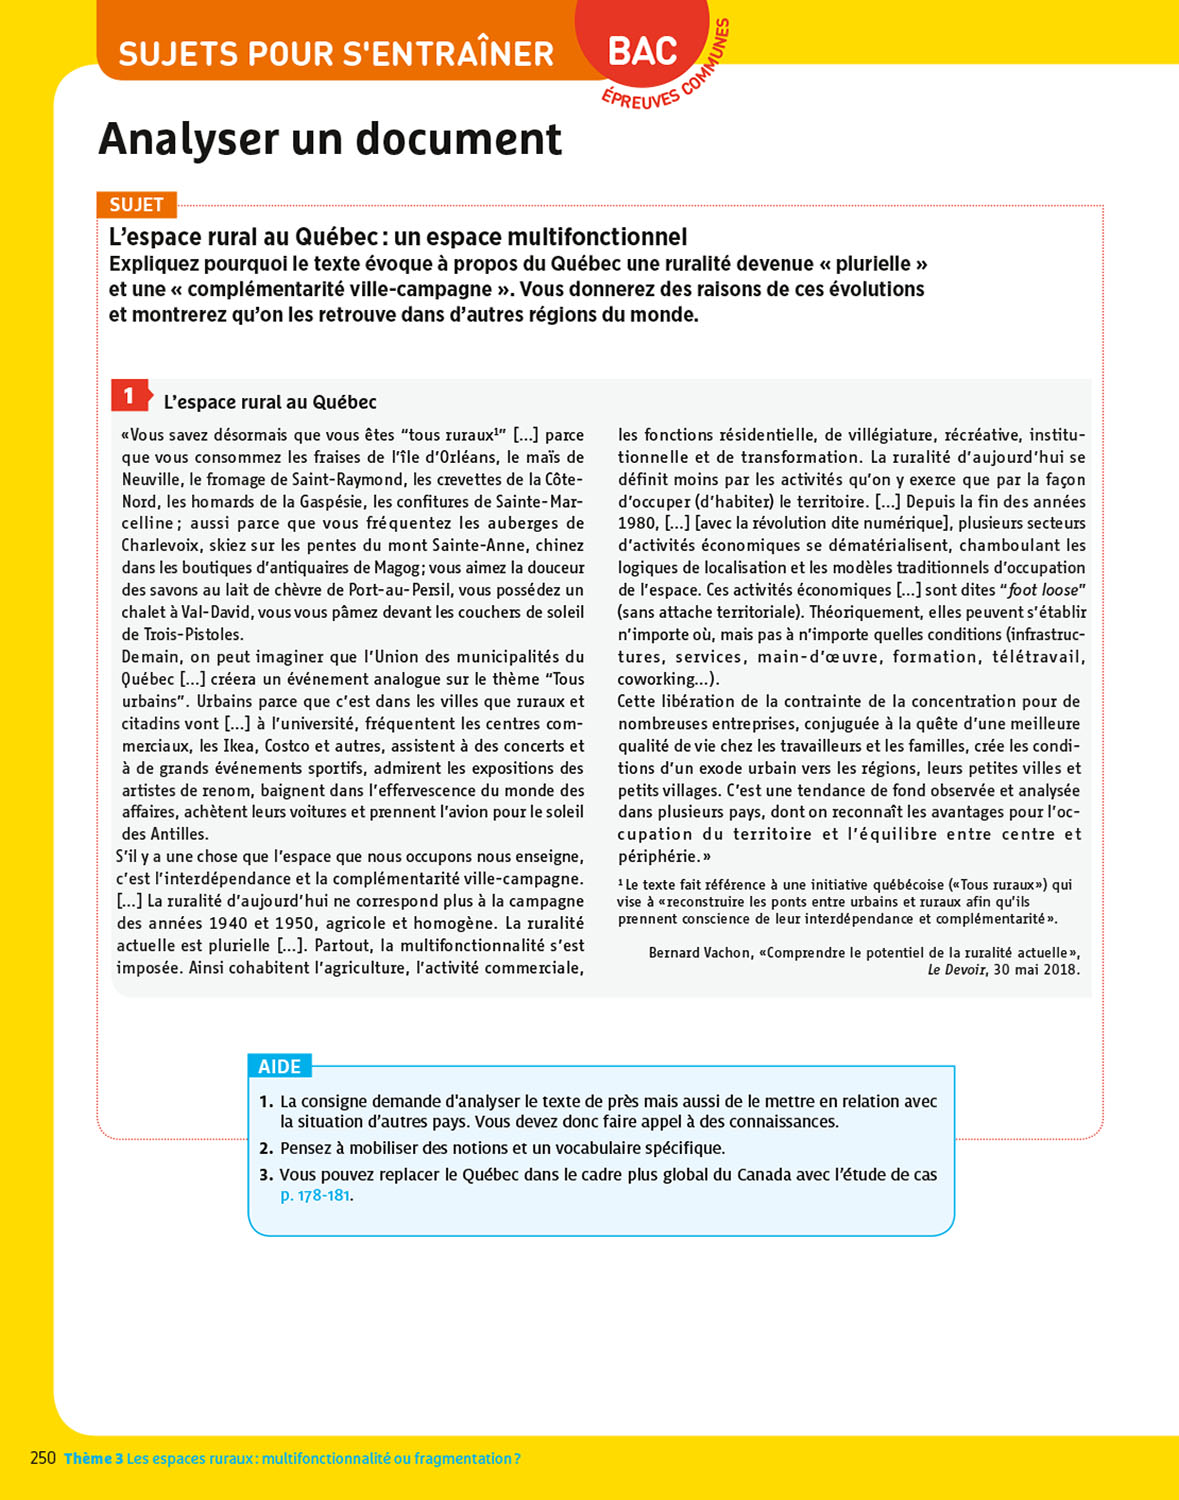 SUJETS POUR S'ENTRAÎNER
BAC
ÉPREUVES COMMUNES
Analyser un document
SUJET
L'espace rural au Québec : un espace multifonctionnel
Expliquez pourquoi le texte évoque à propos du Québec une ruralité devenue « plurielle »
et une « complémentarité ville-campagne ». Vous donnerez des raisons de ces évolutions
et montrerez qu'on les retrouve dans d'autres régions du monde.
1
L'espace rural au Québec
«Vous savez désormais que vous êtes “tous ruraux¹” [...] parce
que vous consommez les fraises de l'île d'Orléans, le maïs de
Neuville, le fromage de Saint-Raymond, les crevettes de la Côte-
Nord, les homards de la Gaspésie, les confitures de Sainte-Mar-
celline ; aussi parce que vous fréquentez les auberges de
Charlevoix, skiez sur les pentes du mont Sainte-Anne, chinez
dans les boutiques d'antiquaires de Magog ; vous aimez la douceur
des savons au lait de chèvre de Port-au-Persil, vous possédez un
chalet à Val-David, vous vous pâmez devant les couchers de soleil
de Trois-Pistoles.
Demain, on peut imaginer que l'Union des municipalités du
Québec [...] créera un événement analogue sur le thème “Tous
urbains”. Urbains parce que c'est dans les villes que ruraux et
citadins vont [...] à l'université, fréquentent les centres com-
merciaux, les Ikea, Costco et autres, assistent à des concerts et
à de grands événements sportifs, admirent les expositions des
artistes de renom, baignent dans l'effervescence du monde des
affaires, achètent leurs voitures et prennent l'avion pour le soleil
des Antilles.
S'il y a une chose que l'espace que nous occupons nous enseigne,
c'est l'interdépendance et la complémentarité ville-campagne.
[...] La ruralité d'aujourd'hui ne correspond plus à la campagne
des années 1940 et 1950, agricole et homogène. La ruralité
actuelle est plurielle [...]. Partout, la multifonctionnalité s'est
imposée. Ainsi cohabitent l'agriculture, l'activité commerciale,
les fonctions résidentielle, de villégiature, récréative, institu-
tionnelle et de transformation. La ruralité d'aujourd'hui se
définit moins par les activités qu'on y exerce que par la façon
d'occuper (d'habiter) le territoire. [...] Depuis la fin des années
1980, [...] [avec la révolution dite numérique], plusieurs secteurs
d'activités économiques se dématérialisent, chamboulant les
logiques de localisation et les modèles traditionnels d'occupation
de l'espace. Ces activités économiques [...] sont dites “foot loose”
(sans attache territoriale). Théoriquement, elles peuvent s'établir
n'importe où, mais pas à n'importe quelles conditions (infrastruc-
tures, services, main-d'œuvre, formation, télétravail,
coworking...).
Cette libération de la contrainte de la concentration pour de
nombreuses entreprises, conjuguée à la quête d'une meilleure
qualité de vie chez les travailleurs et les familles, crée les condi-
tions d'un exode urbain vers les régions, leurs petites villes et
petits villages. C'est une tendance de fond observée et analysée
dans plusieurs pays, dont on reconnaît les avantages pour l'oc-
cupation du territoire et l'équilibre entre centre et
périphérie. »
¹ Le texte fait référence à une initiative québécoise («Tous ruraux») qui
vise à «reconstruire les ponts entre urbains et ruraux afin qu'ils
prennent conscience de leur interdépendance et complémentarité».
Bernard Vachon, «Comprendre le potentiel de la ruralité actuelle»,
Le Devoir, 30 mai 2018.
AIDE
1. La consigne demande d'analyser le texte de près mais aussi de le mettre en relation avec
la situation d'autres pays. Vous devez donc faire appel à des connaissances.
2. Pensez à mobiliser des notions et un vocabulaire spécifique.
3. Vous pouvez replacer le Québec dans le cadre plus global du Canada avec l'étude de cas
p. 178-181.
250 Thème 3 Les espaces ruraux : multifonctionnalité ou fragmentation ?